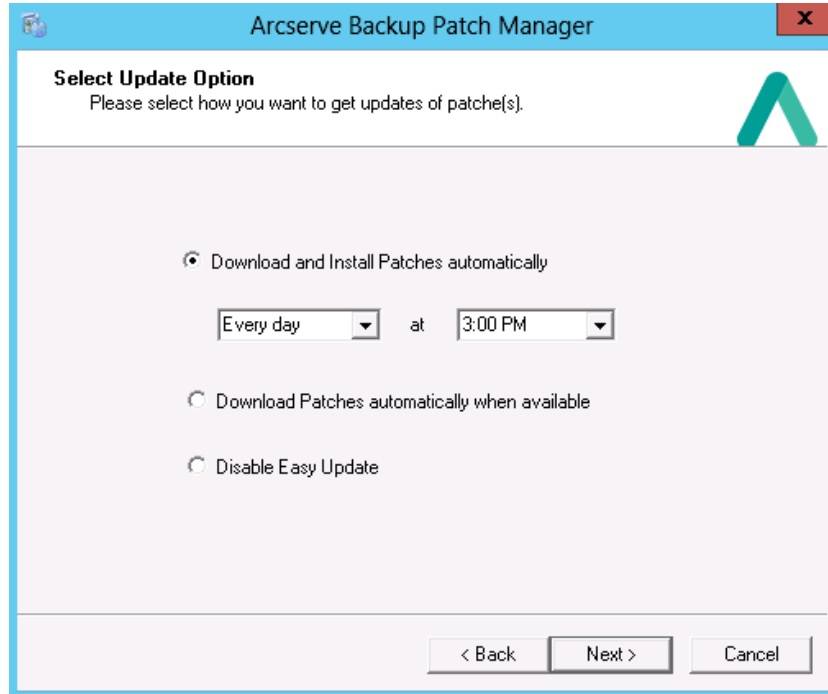 Arcserve Backup Patch Manager
x
Select Update Option
Please select how you want to get updates of patche(s).
Download and Install Patches automatically
Every day at 3:00 PM
Download Patches automatically when available
Disable Easy Update
< Back Next > Cancel